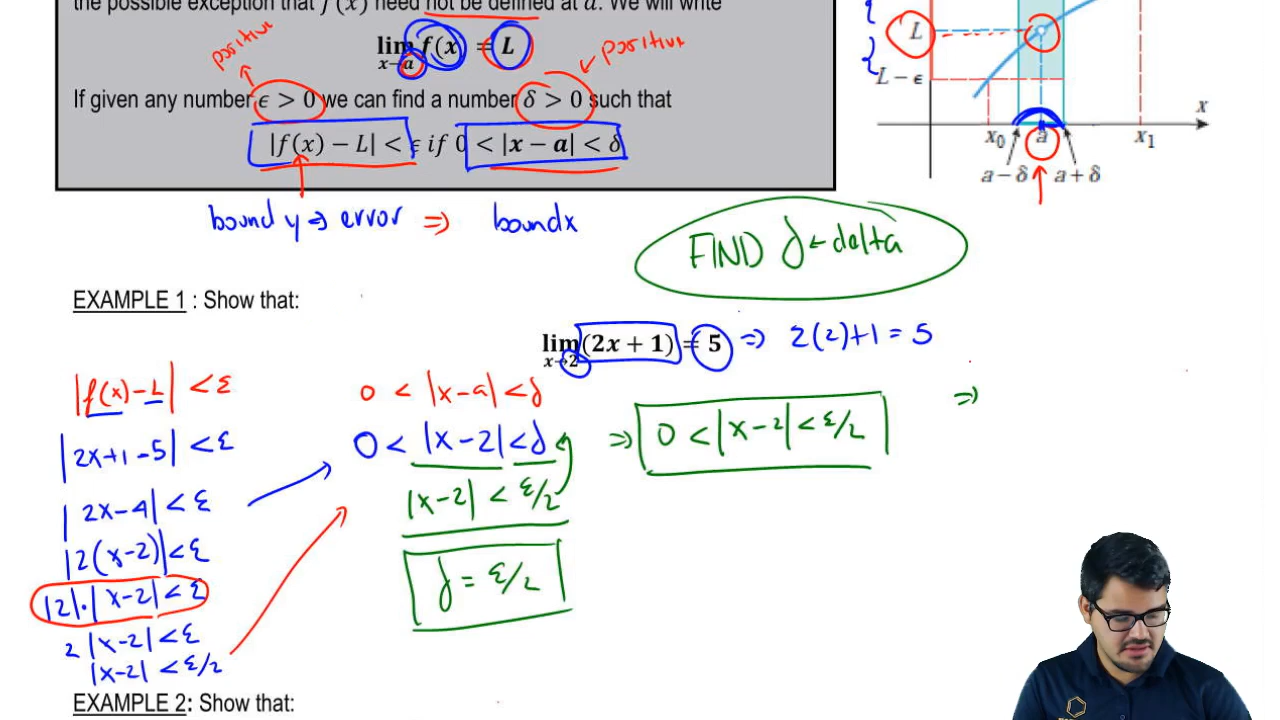 the possible exception that f(x) need not be defined at a. We will write
positive
lim x→a f(x) = L
positive
If given any number ϵ > 0 we can find a number δ > 0 such that
|f(x) − L| < ϵ if 0 < |x − a| < δ
L
L − ϵ
x
x0
a
x1
a − δ
a + δ
bound y ⇒ error ⇒ bound x
FIND δ ← delta
EXAMPLE 1 : Show that:
lim x→2 (2x + 1) = 5 ⇒ 2(2)+1 = 5
|f(x)−L| < ε
|2x+1−5| < ε
|2x−4| < ε
|2(x−2)| < ε
|2|·|x−2| < ε
2|x−2| < ε
|x−2| < ε/2
0 < |x−a| < δ
0 < |x−2| < δ
|x−2| < ε/2
δ = ε/2
⇒ 0 < |x−2| < ε/2
⇒
EXAMPLE 2: Show that: